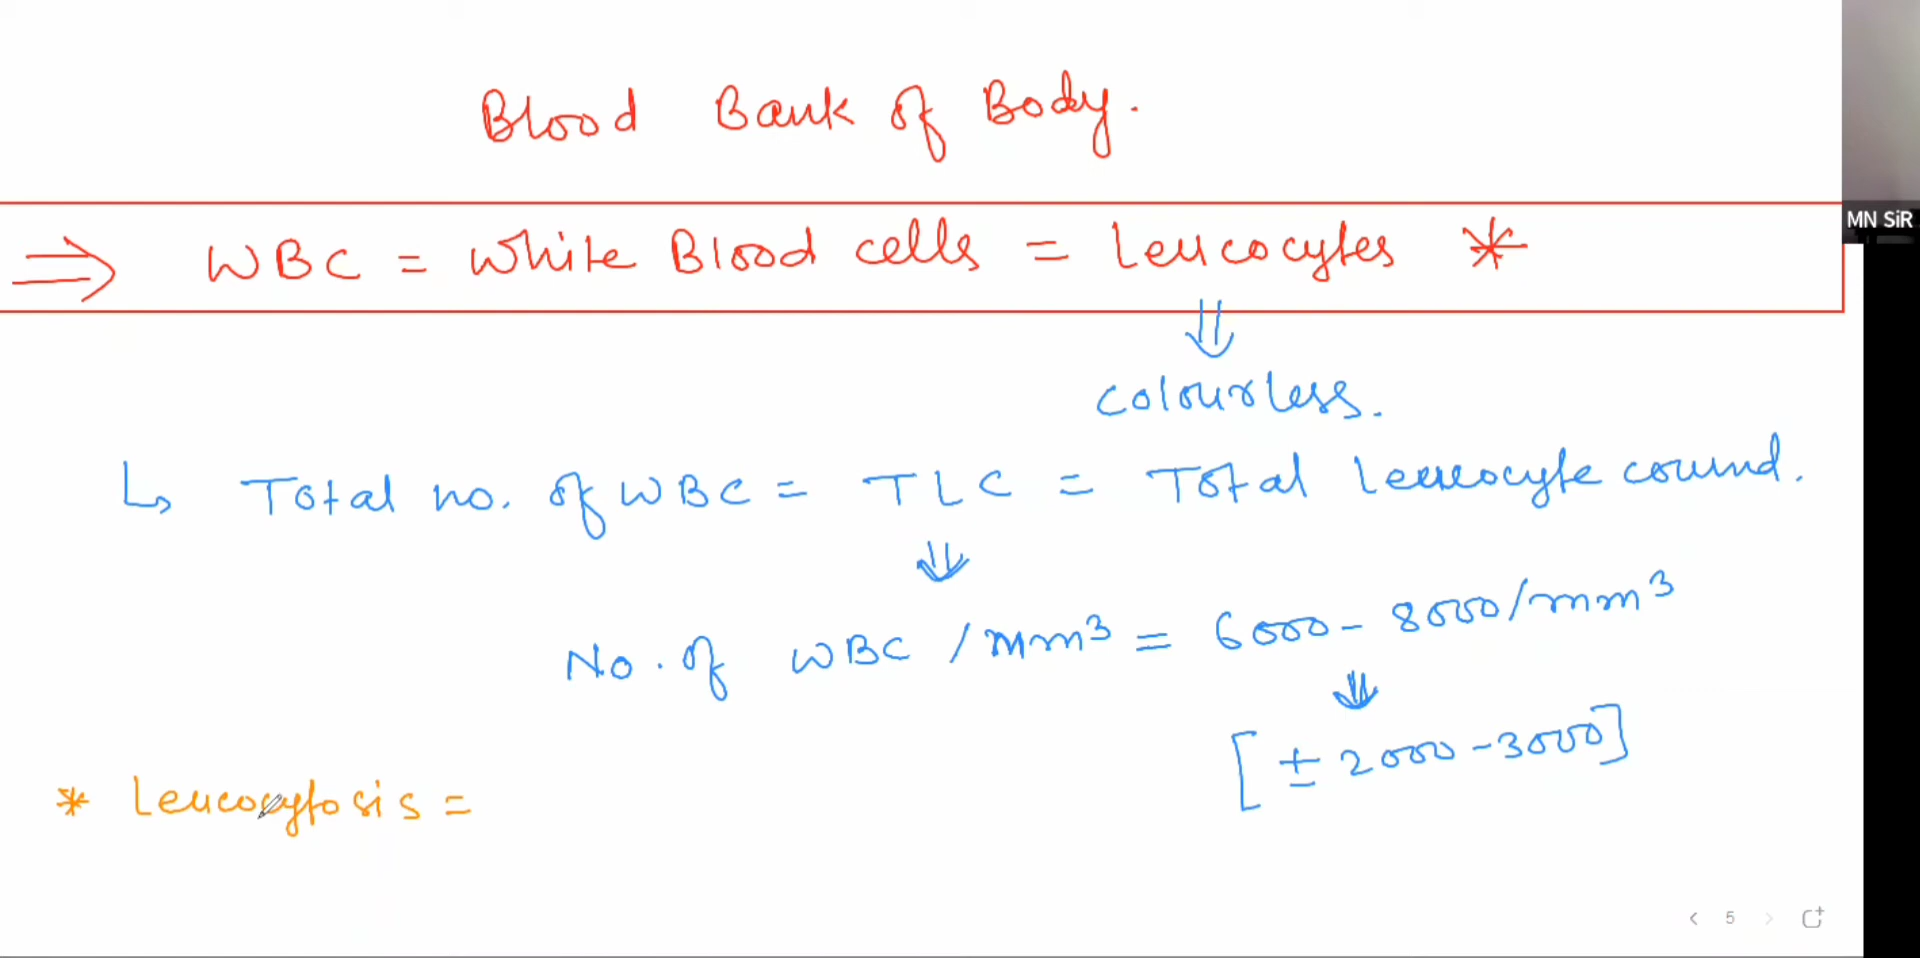 Blood Bank of Body.
MN SiR
⇒ WBC = White Blood cells = Leucocytes *
⇓
colourless.
↳ Total no. of WBC = TLC = Total Leucocyte cound.
⇓
No. of WBC /mm³ = 6000 - 8000/mm³
⇓
[± 2000 - 3000]
* Leucocytosis =
< 5 >